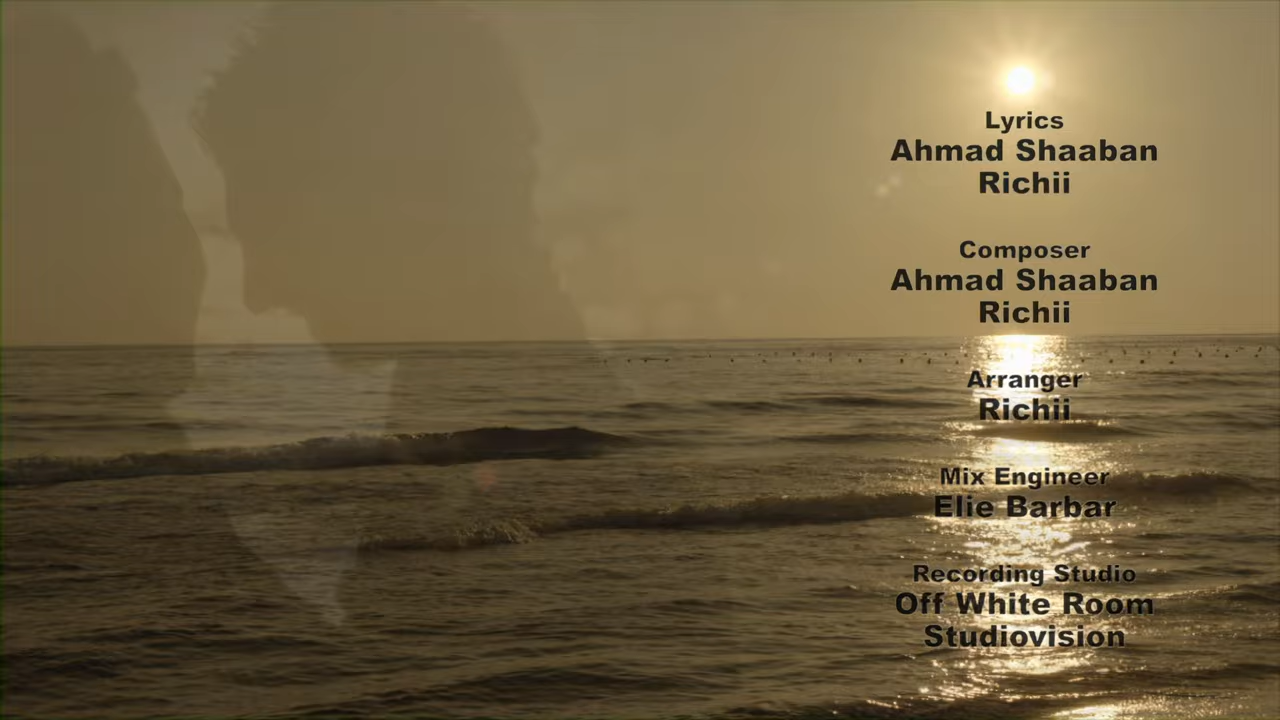 Lyrics
Ahmad Shaaban
Richii
Composer
Ahmad Shaaban
Richii
Arranger
Richii
Mix Engineer
Elie Barbar
Recording Studio
Off White Room
Studiovision